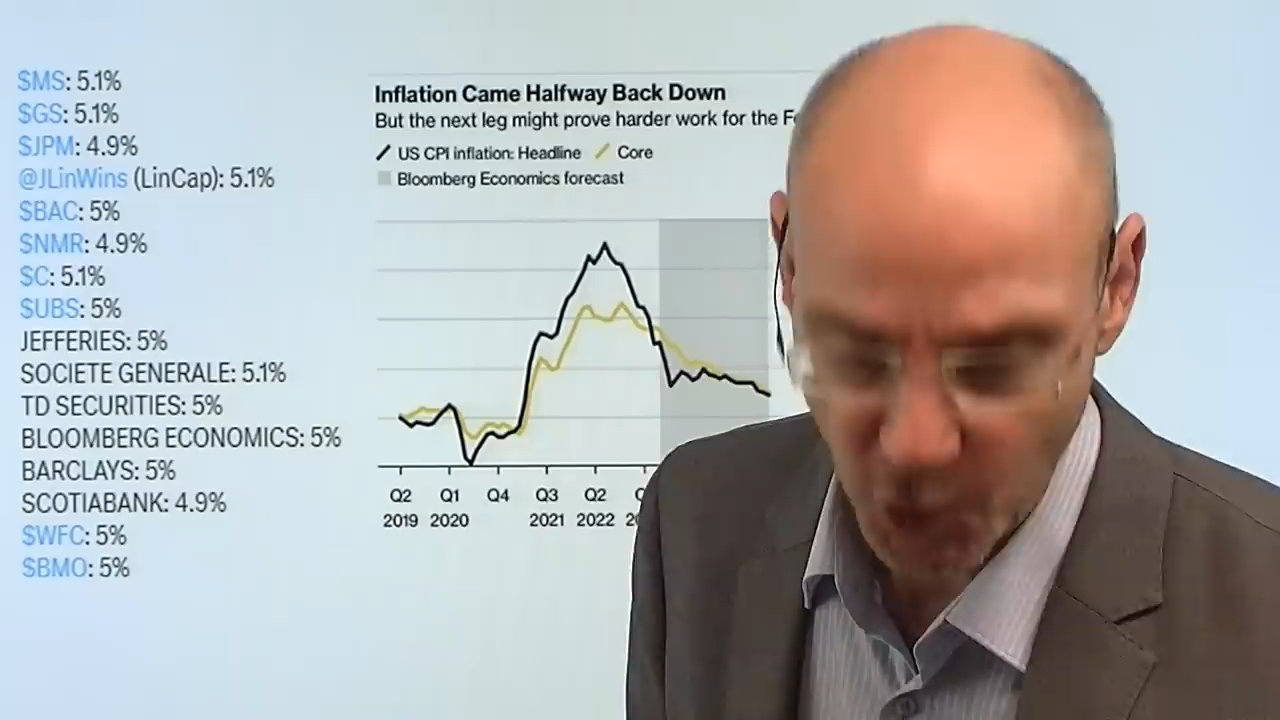 $MS: 5.1%
$GS: 5.1%
$JPM: 4.9%
@JLinWins (LinCap): 5.1%
$BAC: 5%
$NMR: 4.9%
$C: 5.1%
$UBS: 5%
JEFFERIES: 5%
SOCIETE GENERALE: 5.1%
TD SECURITIES: 5%
BLOOMBERG ECONOMICS: 5%
BARCLAYS: 5%
SCOTIABANK: 4.9%
$WFC: 5%
$BMO: 5%
Inflation Came Halfway Back Down
But the next leg might prove harder work for the
US CPI inflation: Headline Core
Bloomberg Economics forecast
Q2 Q1 Q4 Q3 Q2
2019 2020 2021 2022